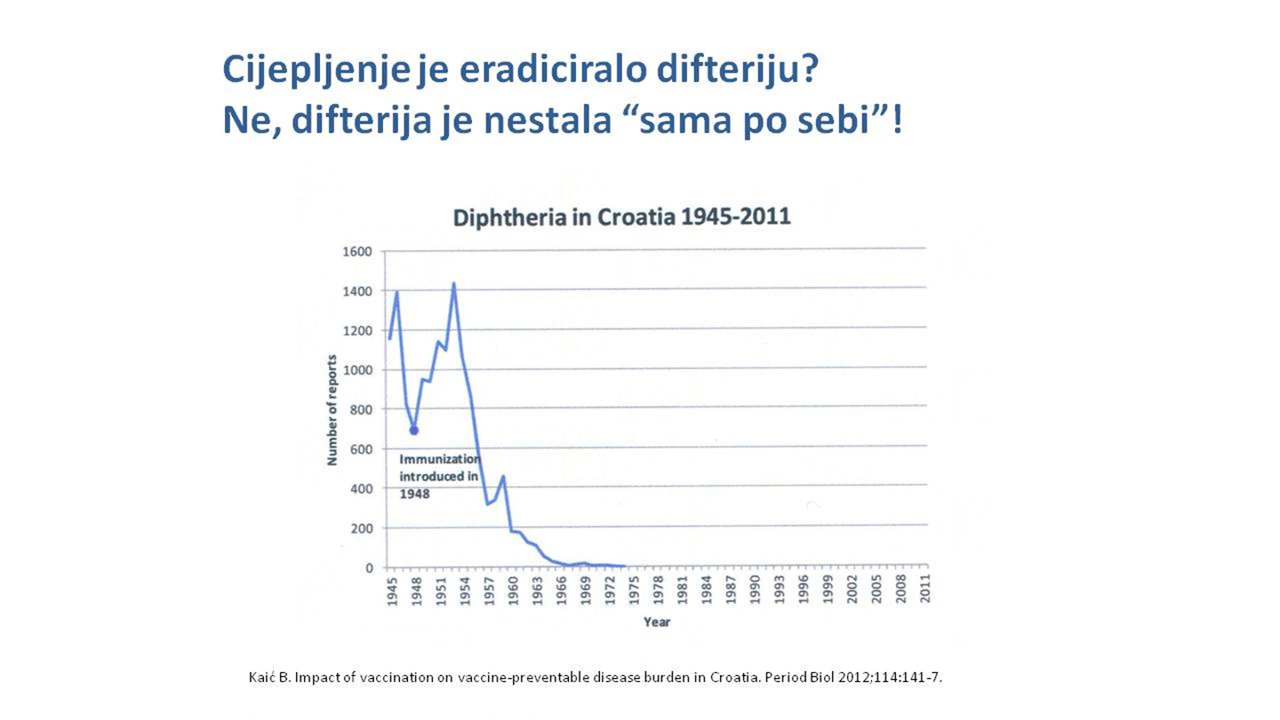 Cijepljenje je eradiciralo difteriju?
Ne, difterija je nestala “sama po sebi”!
Diphtheria in Croatia 1945-2011
1600
1400
1200
1000
800
600
400
200
0
Number of reports
Immunization
introduced in
1948
1945 1948 1951 1954 1957 1960 1963 1966 1969 1972 1975 1978 1981 1984 1987 1990 1993 1996 1999 2002 2005 2008 2011
Year
Kaić B. Impact of vaccination on vaccine-preventable disease burden in Croatia. Period Biol 2012;114:141-7.